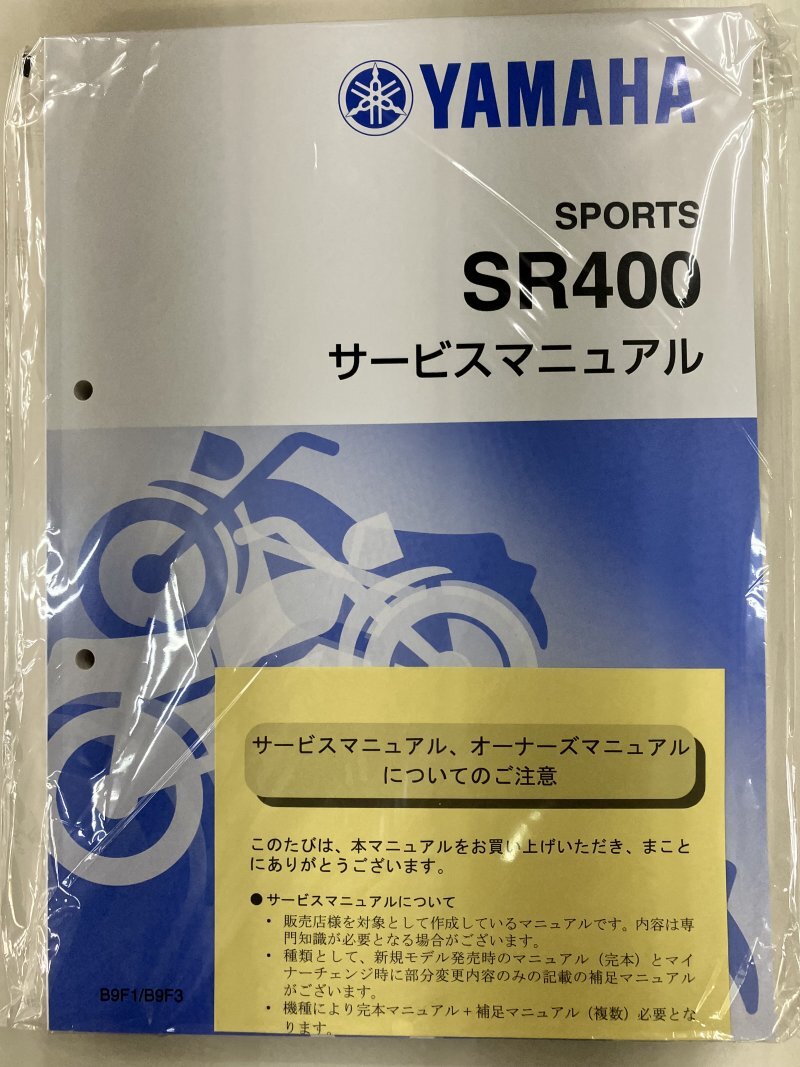 YAMAHA
SPORTS
SR400
サービスマニュアル
サービスマニュアル、オーナーズマニュアル
についてのご注意
このたびは、本マニュアルをお買い上げいただき、まこと
にありがとうございます。
● サービスマニュアルについて
・ 販売店様を対象として作成しているマニュアルです。内容は専
門知識が必要となる場合がございます。
・ 種類として、新規モデル発売時のマニュアル（完本）とマイ
ナーチェンジ時に部分変更内容のみの記載の補足マニュアル
がございます。
・ 機種により完本マニュアル＋補足マニュアル（複数）必要とな
ります。
B9F1/B9F3